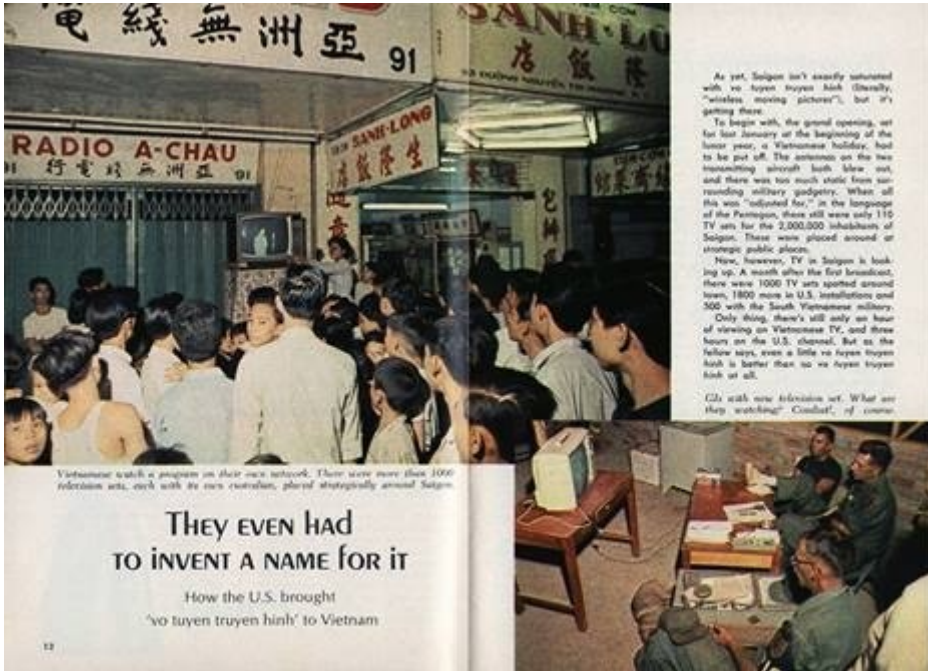 電綫無洲亞
91
SANH-LU
店飯隆
RADIO A-CHAU
91 行電綫無洲亞 91
SANH-LONG
店飯隆生
As yet, Saigon isn't exactly saturated
with vo tuyen truyen hinh (literally,
"wireless moving pictures"), but it's
getting there.
To begin with, the grand opening, set
for last January at the beginning of the
lunar year, a Vietnamese holiday, had
to be put off. The antennas on the two
transmitting aircraft both blew out,
and there was too much static from sur-
rounding military gadgetry. When all
this was "adjusted for," in the language
of the Pentagon, there still were only 110
TV sets for the 2,000,000 inhabitants of
Saigon. These were placed around at
strategic public places.
Now, however, TV in Saigon is look-
ing up. A month after the first broadcast,
there were 1000 TV sets spotted around
town, 1800 more in U.S. installations and
500 with the South Vietnamese military.
Only thing, there's still only an hour
of viewing on Vietnamese TV, and three
hours on the U.S. channel. But as the
fellow says, even a little vo tuyen truyen
hinh is better than no vo tuyen truyen
hinh at all.
GIs with new television set. What are
they watching? Combat!, of course.
Vietnamese watch a program on their own network. There were more than 1000
television sets, each with its own custodian, placed strategically around Saigon.
THEY EVEN HAD
TO INVENT A NAME FOR IT
How the U.S. brought
'vo tuyen truyen hinh' to Vietnam
12